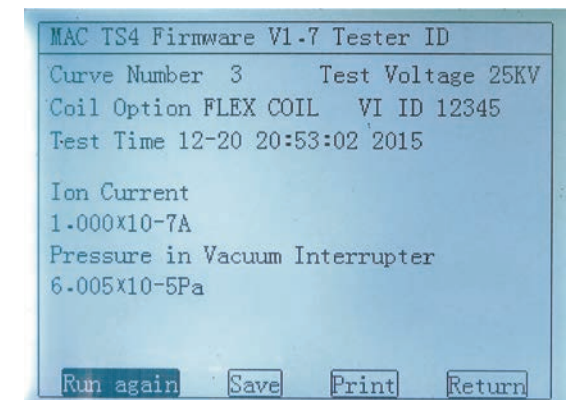 MAC TS4 Firmware V1.7 Tester ID
Curve Number 3 Test Voltage 25KV
Coil Option FLEX COIL VI ID 12345
Test Time 12-20 20:53:02 2015
Ion Current
1.000X10-7A
Pressure in Vacuum Interrupter
6.005X10-5Pa
Run again Save Print Return